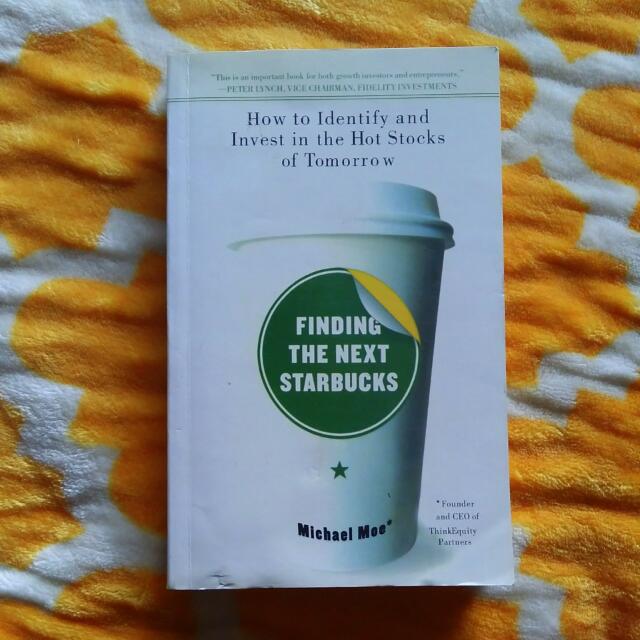 "This is an important book for both growth investors and entrepreneurs."
—PETER LYNCH, VICE CHAIRMAN, FIDELITY INVESTMENTS
How to Identify and
Invest in the Hot Stocks
of Tomorrow
FINDING
THE NEXT
STARBUCKS
Michael Moe*
*Founder
and CEO of
ThinkEquity
Partners